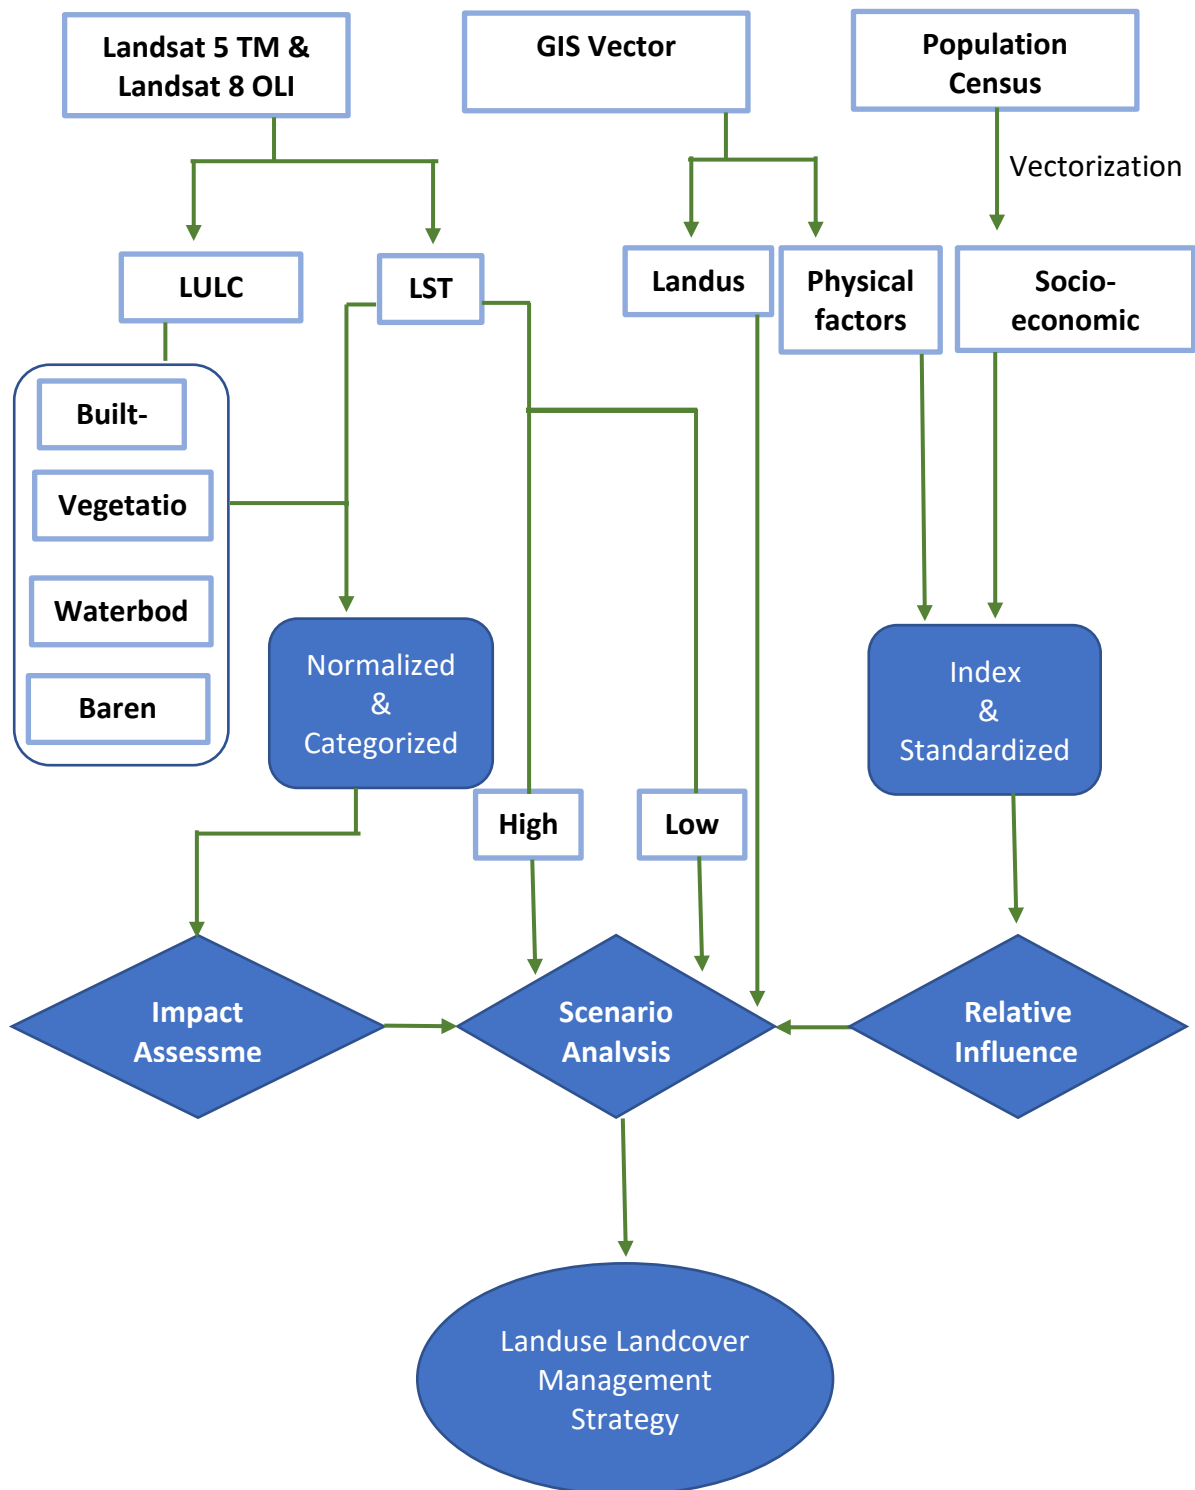 Landsat 5 TM &
Landsat 8 OLI
GIS Vector
Population
Census
Vectorization
LULC
LST
Landus
Physical
factors
Socio-
economic
Built-
Vegetatio
Waterbod
Baren
Normalized
&
Categorized
Index
&
Standardized
High
Low
Impact
Assessme
Scenario
Analysis
Relative
Influence
Landuse Landcover
Management
Strategy